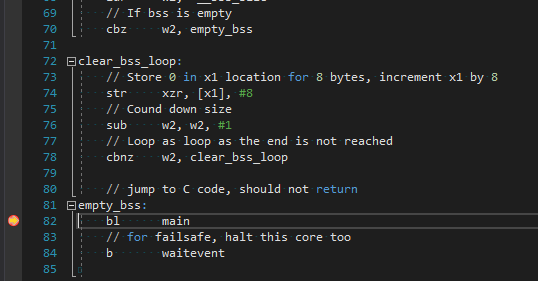 69 // If bss is empty
70 cbz w2, empty_bss
71
72 clear_bss_loop:
73 // Store 0 in x1 location for 8 bytes, increment x1 by 8
74 str xzr, [x1], #8
75 // Cound down size
76 sub w2, w2, #1
77 // Loop as loop as the end is not reached
78 cbnz w2, clear_bss_loop
79
80 // jump to C code, should not return
81 empty_bss:
82 bl main
83 // for failsafe, halt this core too
84 b waitevent
85